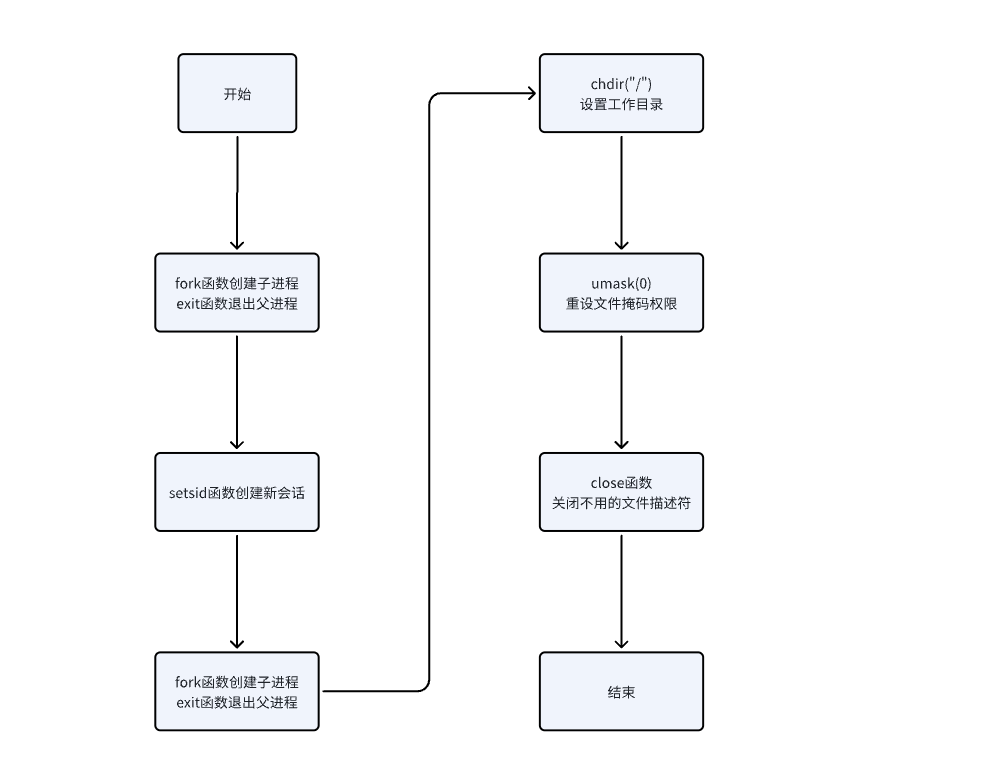 开始
fork函数创建子进程
exit函数退出父进程
setsid函数创建新会话
fork函数创建子进程
exit函数退出父进程
chdir("/")
设置工作目录
umask(0)
重设文件掩码权限
close函数
关闭不用的文件描述符
结束